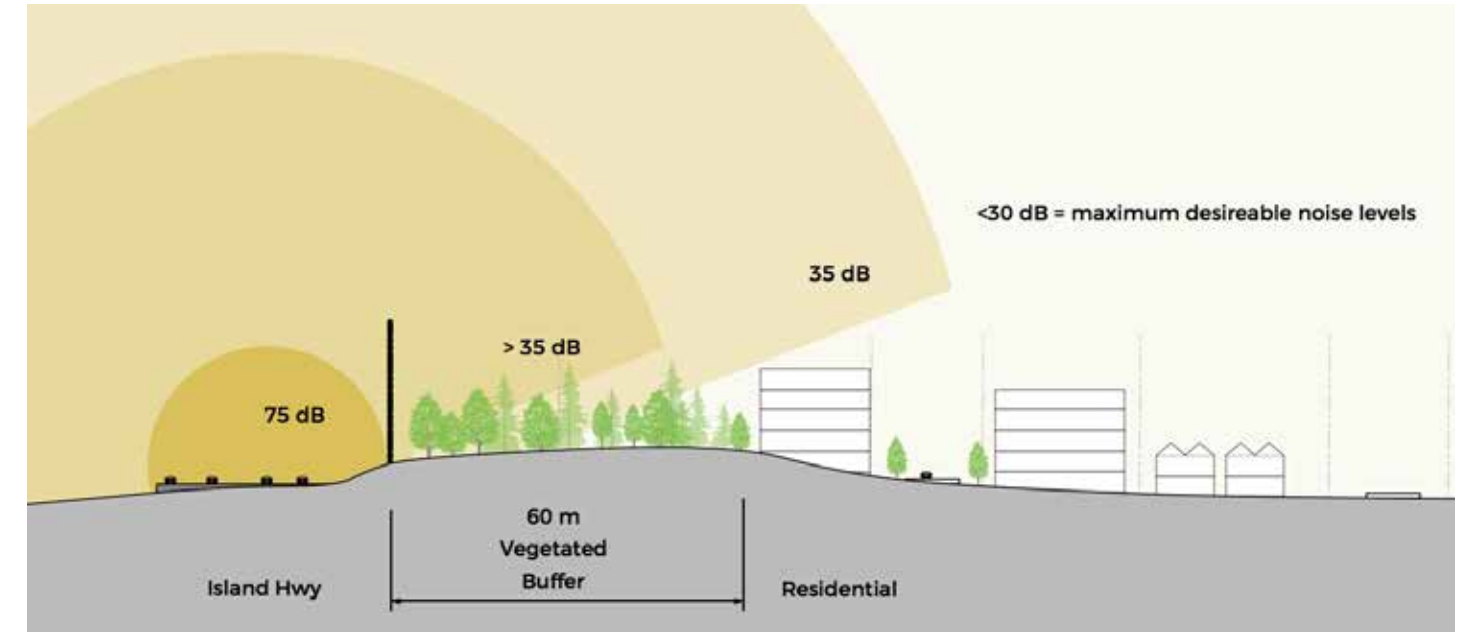 <30 dB = maximum desireable noise levels
35 dB
> 35 dB
75 dB
60 m
Vegetated
Buffer
Island Hwy
Residential